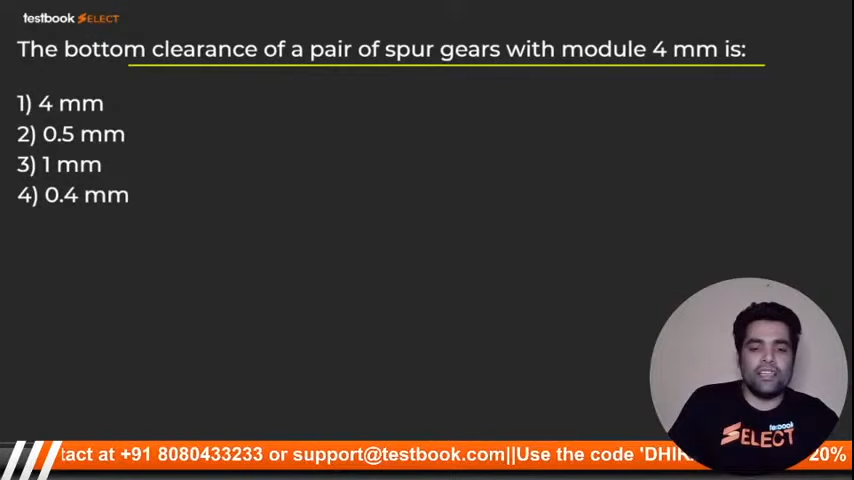 testbook SELECT
The bottom clearance of a pair of spur gears with module 4 mm is:
1) 4 mm
2) 0.5 mm
3) 1 mm
4) 0.4 mm
testbook
SELECT
tact at +91 8080433233 or support@testbook.com||Use the code 'DHIR 20%